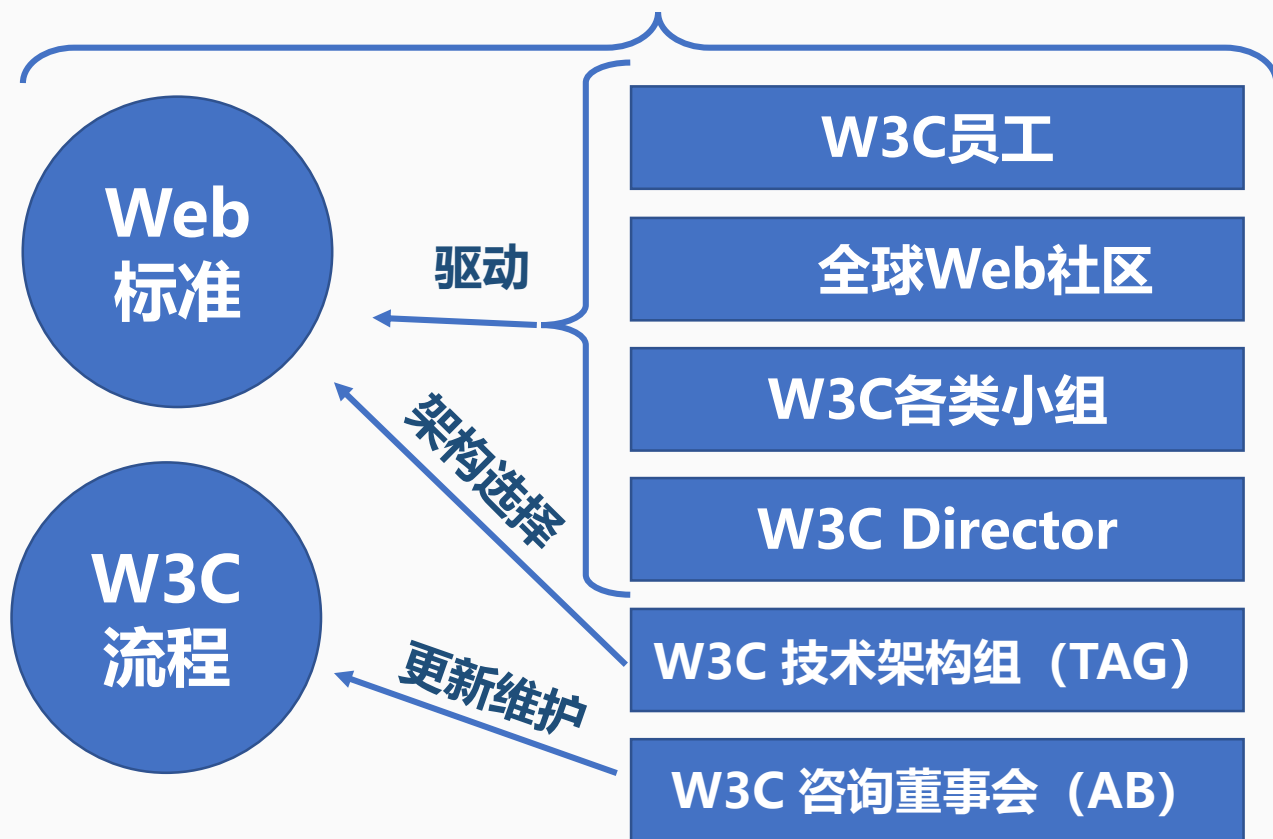 Web
标准
W3C
流程
驱动
架构选择
更新维护
W3C员工
全球Web社区
W3C各类小组
W3C Director
W3C 技术架构组（TAG）
W3C 咨询董事会（AB）